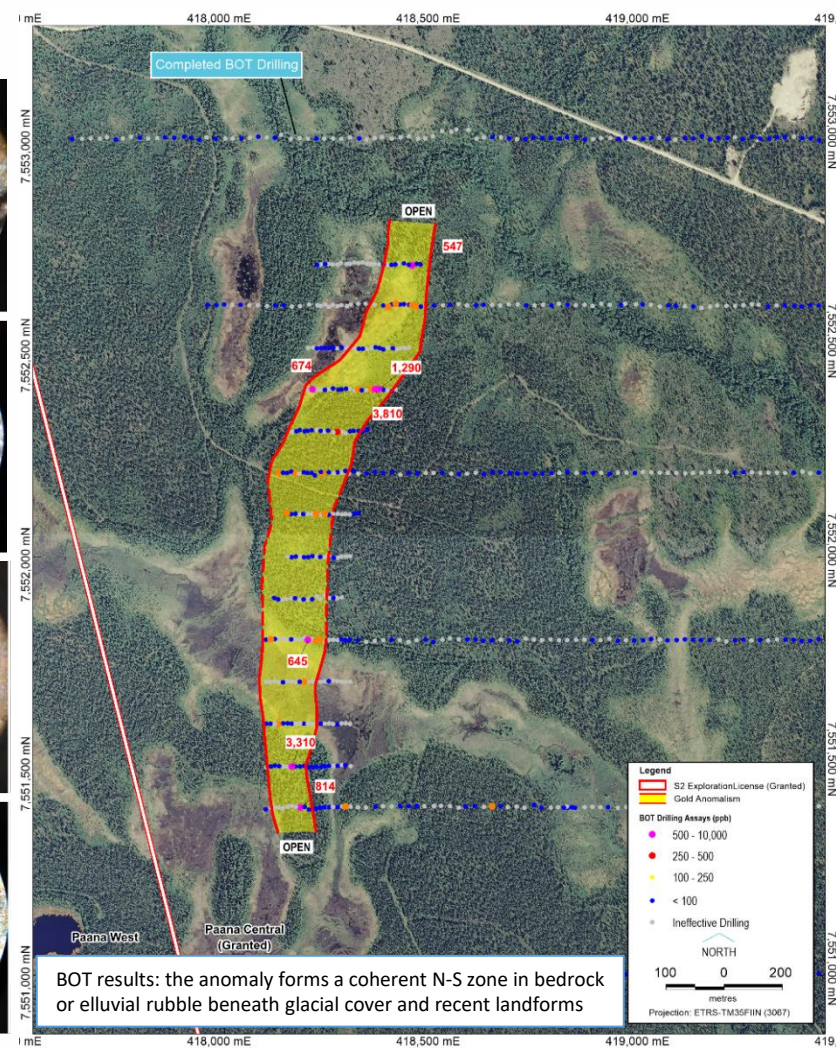 ) mE
418,000 mE
418,500 mE
419,000 mE
419,
Completed BOT Drilling
7,553,000 mN
7,553,000 mN
OPEN
547
7,552,500 mN
7,552,500 mN
674
1,290
3,810
7,552,000 mN
7,552,000 mN
645
3,310
814
7,551,500 mN
7,551,500 mN
OPEN
Paana West
Paana Central
(Granted)
7,551,000 mN
7,551,000 mN
Legend
S2 ExplorationLicense (Granted)
Gold Anomalism
BOT Drilling Assays (ppb)
500 - 10,000
250 - 500
100 - 250
< 100
Ineffective Drilling
NORTH
100 0 200
metres
Projection: ETRS-TM35FIIN (3067)
BOT results: the anomaly forms a coherent N-S zone in bedrock
or elluvial rubble beneath glacial cover and recent landforms
) mE
418,000 mE
418,500 mE
419,000 mE
419,